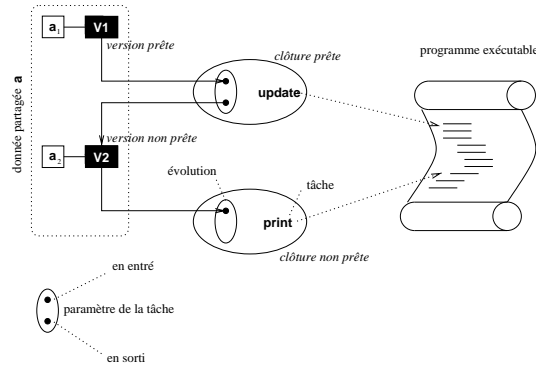 a1
V1
version prête
clôture prête
programme exécutable
update
donnée partagée a
version non prête
a2
V2
évolution
tâche
print
clôture non prête
en entré
paramètre de la tâche
en sorti